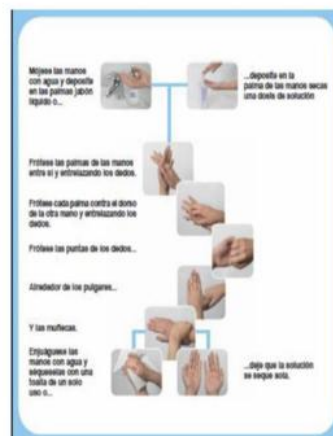 Mójese las manos
con agua y deposite
en las palmas jabón
líquido o...
...deposite en la
palma de las manos secas
una dosis de solución
Frótese las palmas de las manos
entre sí y entrelazando los dedos.
Frótese cada palma contra el dorso
de la otra mano y entrelazando los
dedos.
Frótese las puntas de los dedos...
Alrededor de los pulgares...
Y las muñecas.
Enjuáguese las
manos con agua y
séqueselas con una
toalla de un solo
uso o...
...deje que la solución
se seque sola.